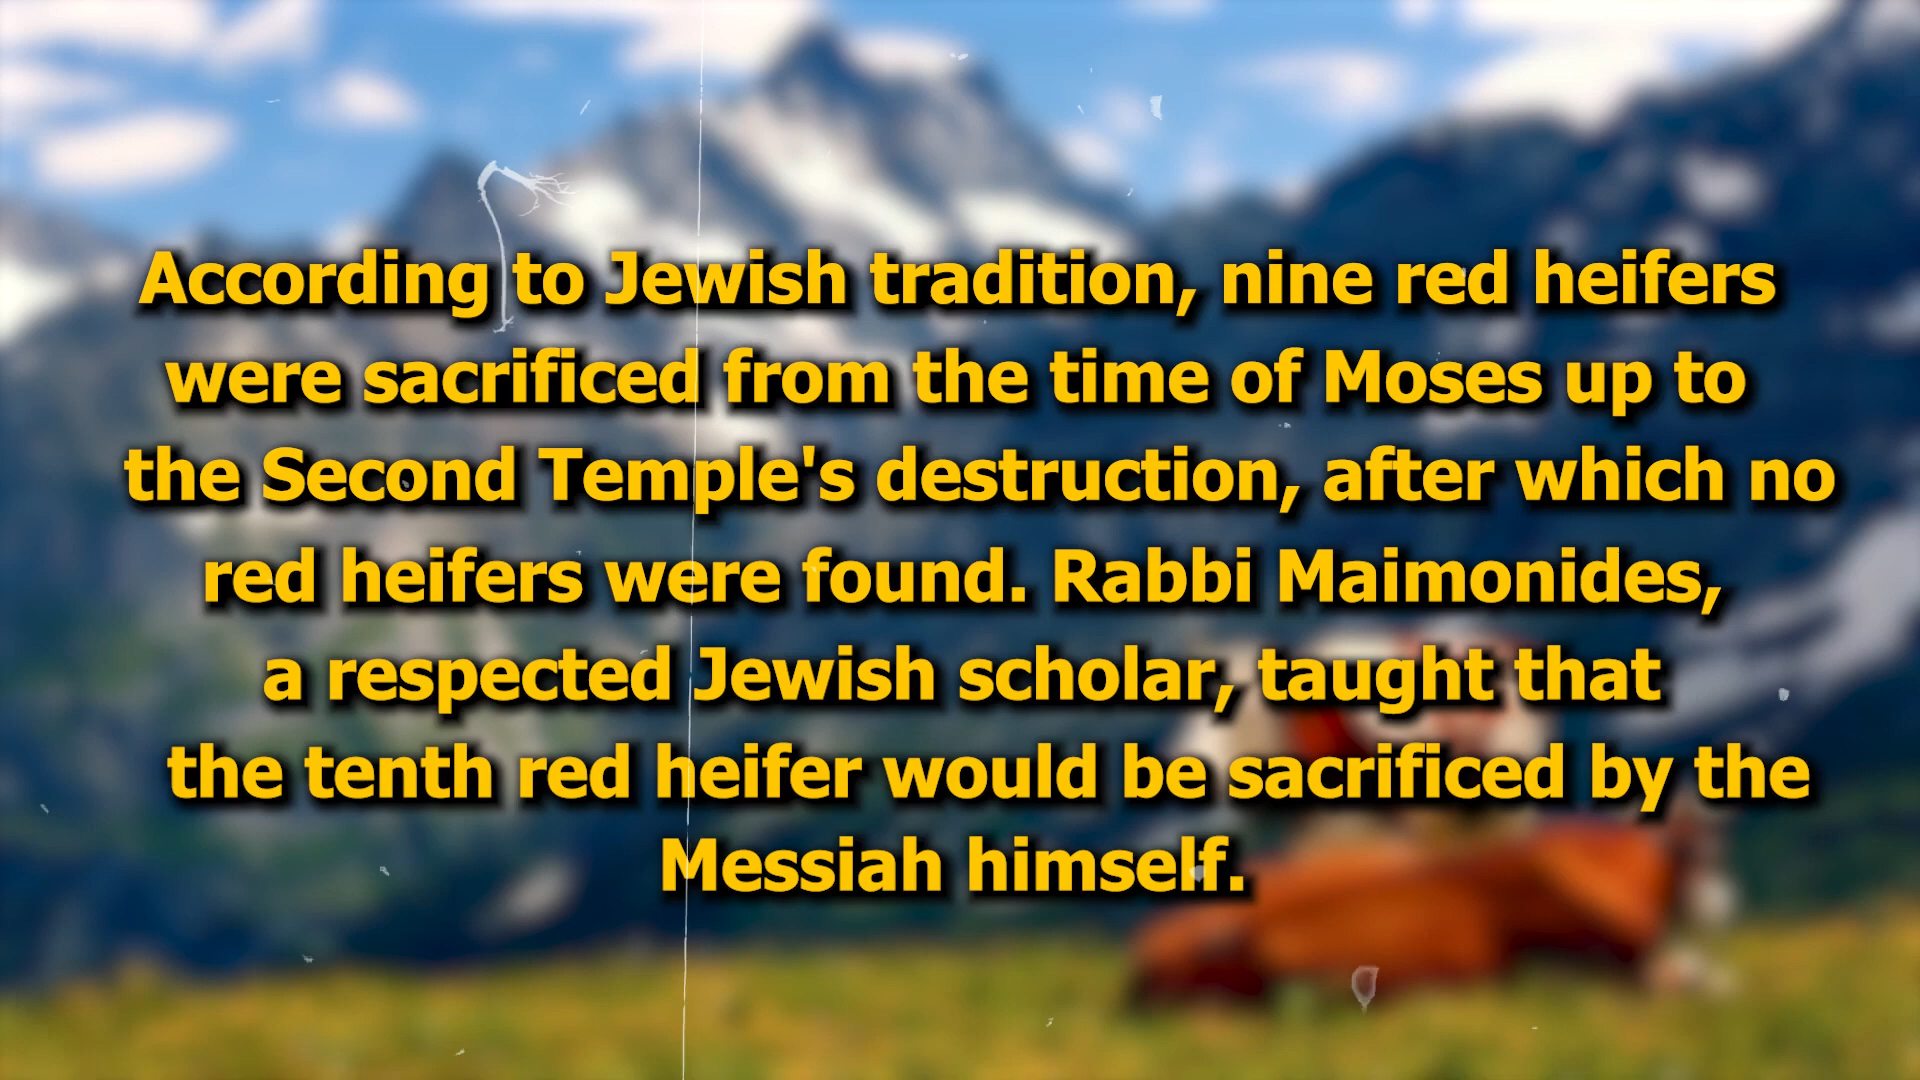 According to Jewish tradition, nine red heifers
were sacrificed from the time of Moses up to
the Second Temple's destruction, after which no
red heifers were found. Rabbi Maimonides,
a respected Jewish scholar, taught that
the tenth red heifer would be sacrificed by the
Messiah himself.